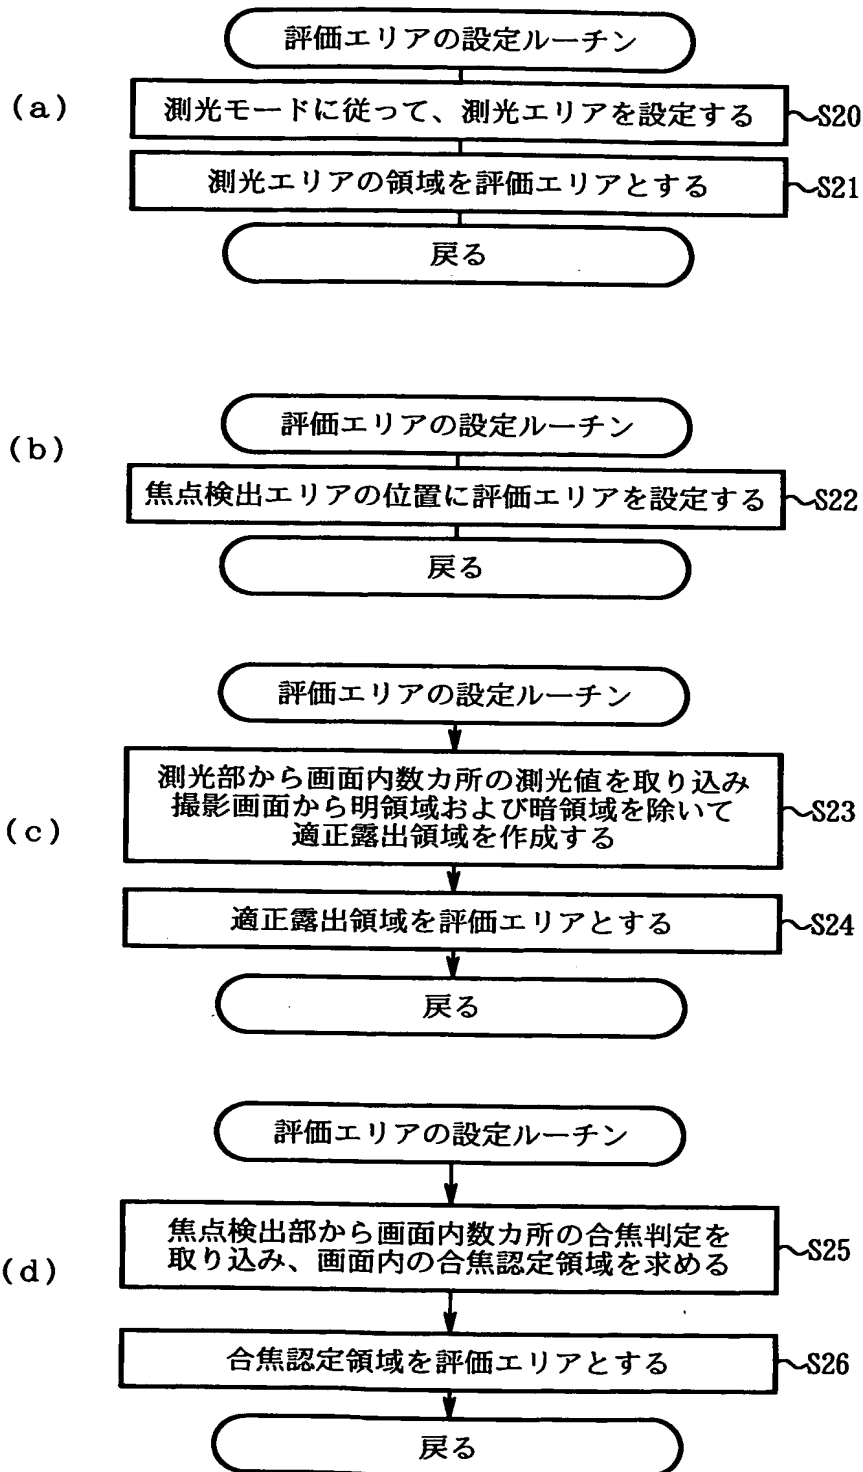 評価エリアの設定ルーチン
(a)
測光モードに従って、測光エリアを設定する
S20
測光エリアの領域を評価エリアとする
S21
戻る
評価エリアの設定ルーチン
(b)
焦点検出エリアの位置に評価エリアを設定する
S22
戻る
評価エリアの設定ルーチン
(c)
測光部から画面内数カ所の測光値を取り込み
撮影画面から明領域および暗領域を除いて
適正露出領域を作成する
S23
適正露出領域を評価エリアとする
S24
戻る
評価エリアの設定ルーチン
(d)
焦点検出部から画面内数カ所の合焦判定を
取り込み、画面内の合焦認定領域を求める
S25
合焦認定領域を評価エリアとする
S26
戻る